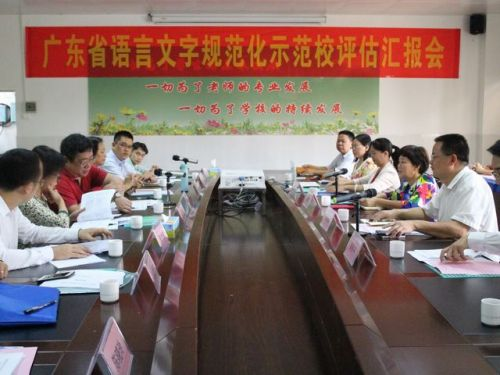 广东省语言文字规范化示范校评估汇报会
一切为了老师的专业发展
一切为了学校的持续发展